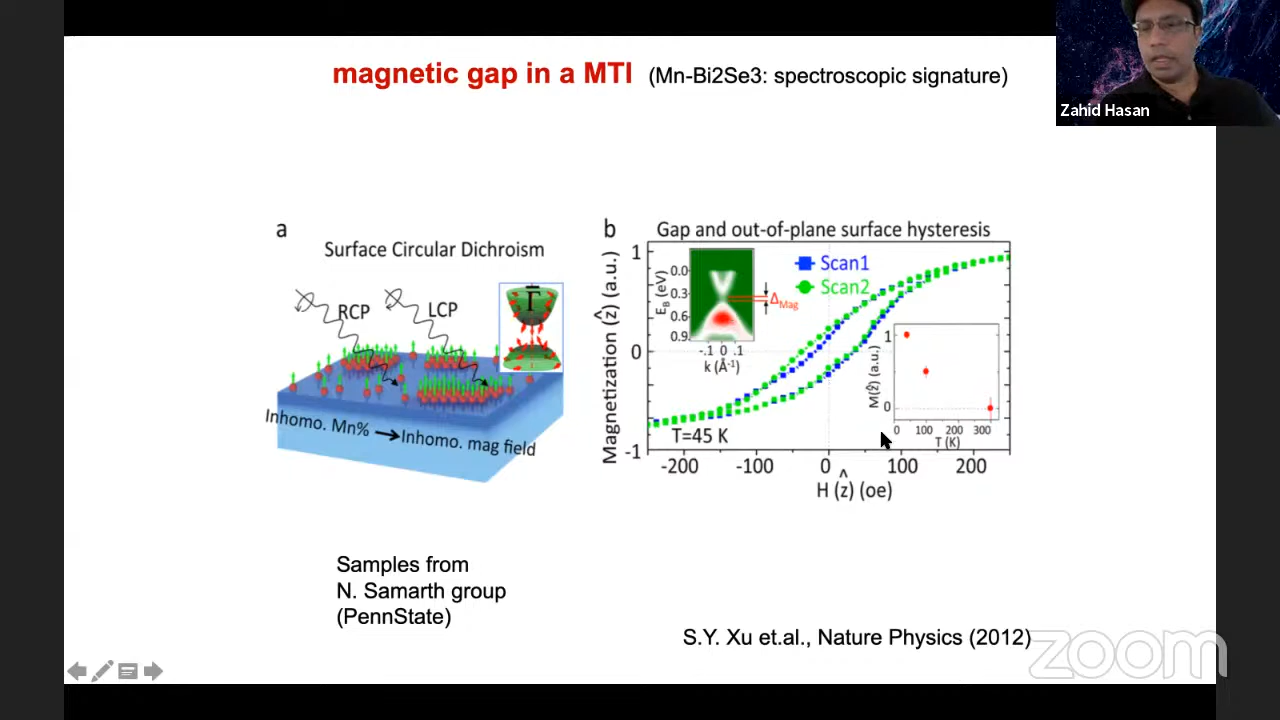 magnetic gap in a MTI (Mn-Bi2Se3: spectroscopic signature)
Zahid Hasan
a
Surface Circular Dichroism
RCP
LCP
Γ
Inhomo. Mn% → Inhomo. mag field
b
Gap and out-of-plane surface hysteresis
Magnetization (ẑ) (a.u.)
1
0
-1
Scan1
Scan2
E_B (eV)
0.0
0.3
0.6
0.9
Δ_Mag
-.1 0 .1
k (Å⁻¹)
M(ẑ) (a.u.)
1
0
0 100 200 300
T (K)
T=45 K
-200 -100 0 100 200
H (ẑ) (oe)
Samples from
N. Samarth group
(PennState)
S.Y. Xu et.al., Nature Physics (2012)
zoom